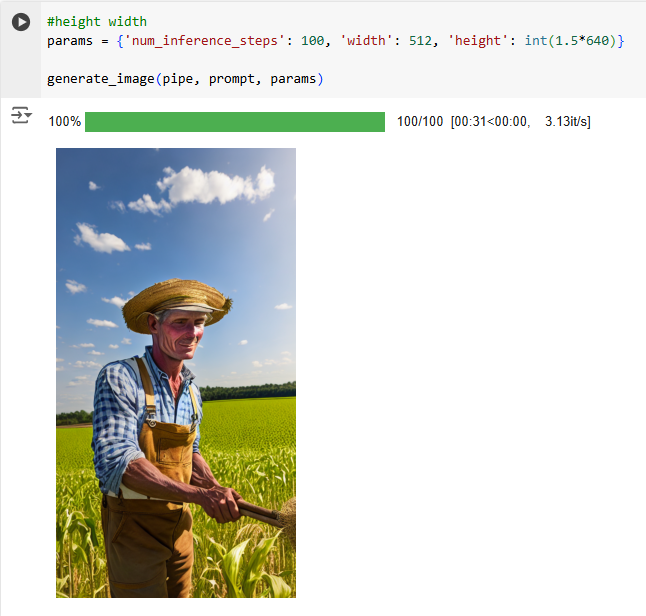 #height width
params = {'num_inference_steps': 100, 'width': 512, 'height': int(1.5*640)}
generate_image(pipe, prompt, params)
100% 100/100 [00:31<00:00, 3.13it/s]